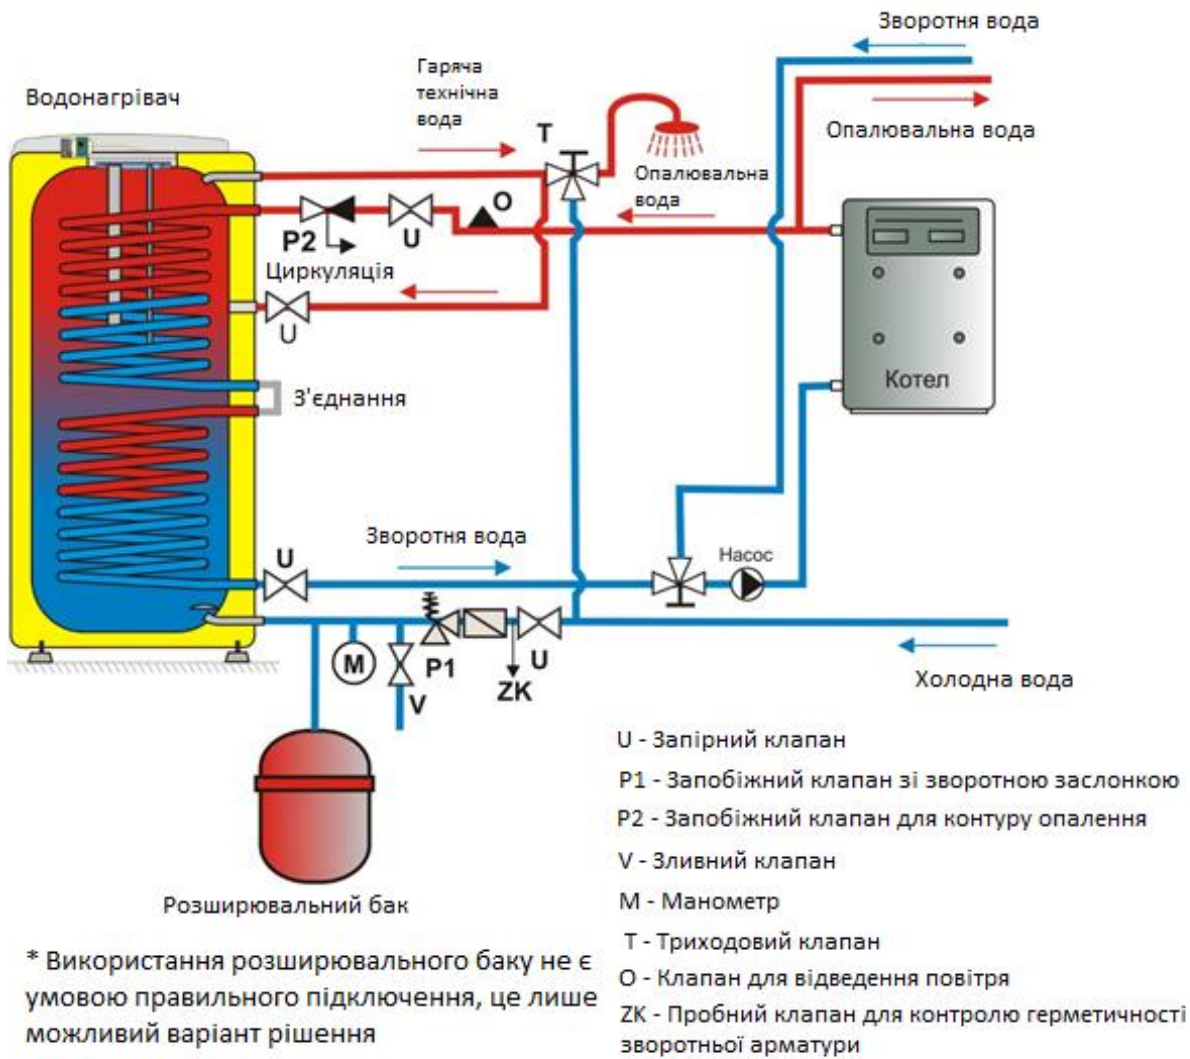 Зворотня вода
Гаряча
технічна
вода
Водонагрівач
Опалювальна вода
T
Опалювальна
вода
O
P2
U
Циркуляція
U
Котел
З'єднання
Зворотня вода
Насос
U
M
V
P1
ZK
U
Холодна вода
Розширювальний бак
U - Запірний клапан
P1 - Запобіжний клапан зі зворотною заслонкою
P2 - Запобіжний клапан для контуру опалення
V - Зливний клапан
M - Манометр
T - Триходовий клапан
O - Клапан для відведення повітря
ZK - Пробний клапан для контролю герметичності
зворотньої арматури
* Використання розширювального баку не є
умовою правильного підключення, це лише
можливий варіант рішення